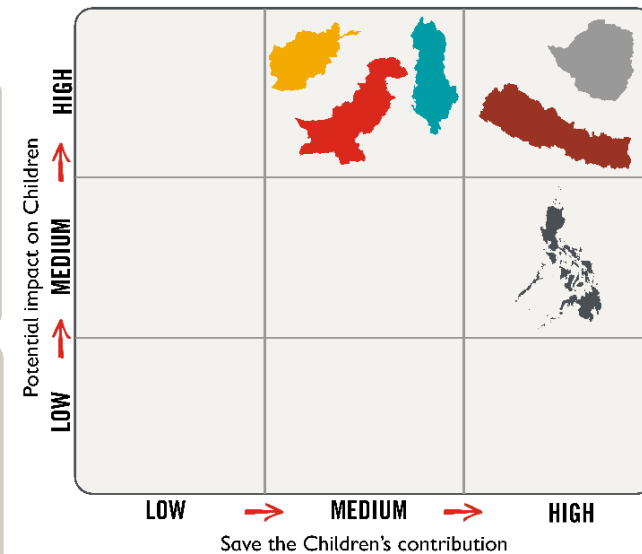 HIGH
MEDIUM
LOW
Potential impact on Children
LOW
MEDIUM
HIGH
Save the Children's contribution